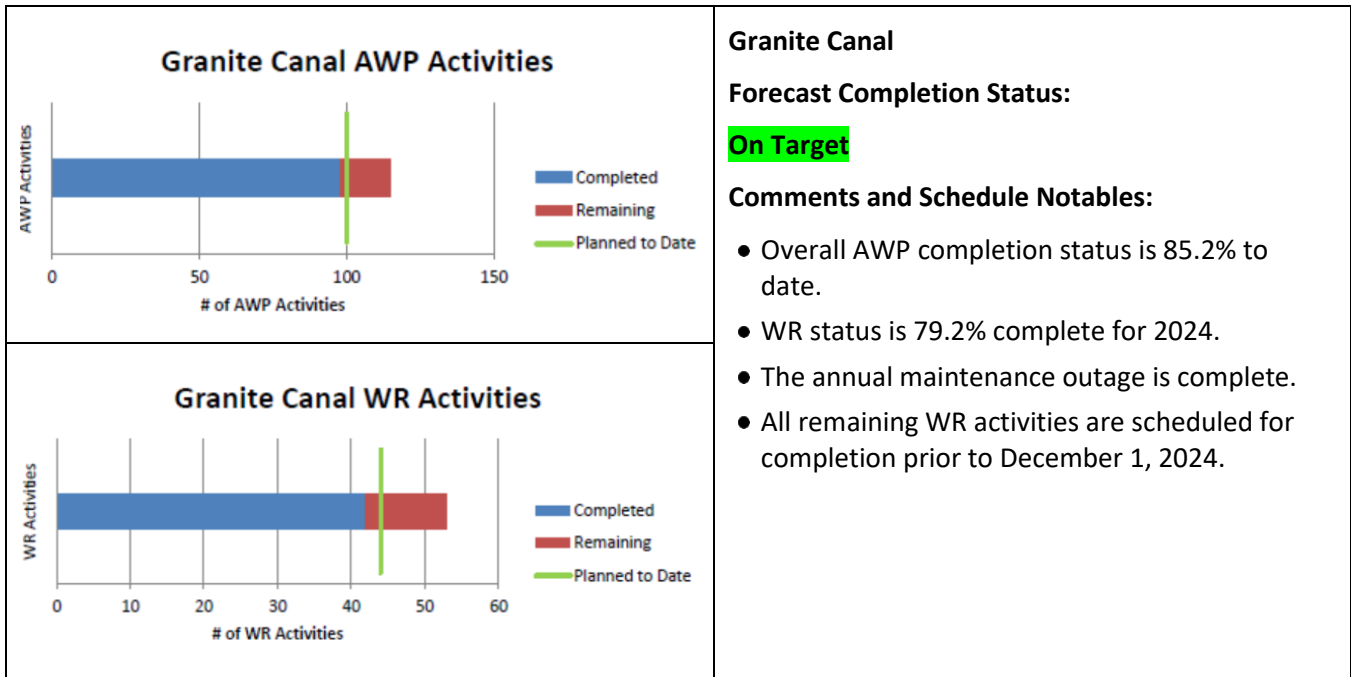 Granite Canal AWP Activities
AWP Activities
Completed
Remaining
Planned to Date
0 50 100 150
# of AWP Activities
Granite Canal WR Activities
WR Activities
Completed
Remaining
Planned to Date
0 10 20 30 40 50 60
# of WR Activities
Granite Canal
Forecast Completion Status:
On Target
Comments and Schedule Notables:
• Overall AWP completion status is 85.2% to
date.
• WR status is 79.2% complete for 2024.
• The annual maintenance outage is complete.
• All remaining WR activities are scheduled for
completion prior to December 1, 2024.